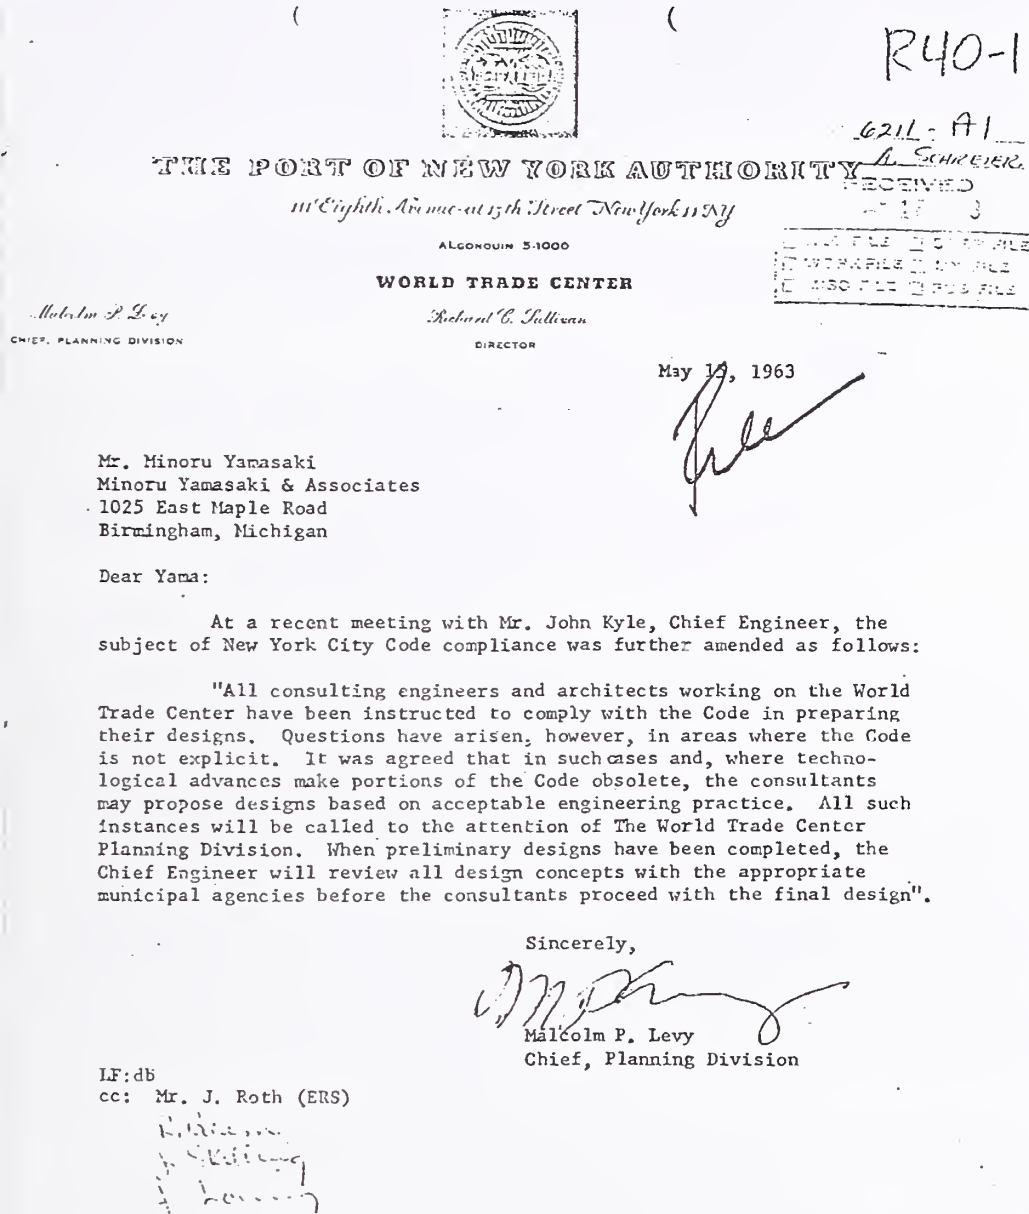 R40-1
6211-A1
A. SCHREIER
THE PORT OF NEW YORK AUTHORITY
RECEIVED
111 Eighth Avenue - at 15th Street New York 11 NY
ALGONQUIN 5-1000
WORLD TRADE CENTER
Malcolm P. Levy
CHIEF, PLANNING DIVISION
Richard C. Sullivan
DIRECTOR
May , 1963
Mr. Minoru Yamasaki
Minoru Yamasaki & Associates
1025 East Maple Road
Birmingham, Michigan
Dear Yama:
At a recent meeting with Mr. John Kyle, Chief Engineer, the
subject of New York City Code compliance was further amended as follows:
"All consulting engineers and architects working on the World
Trade Center have been instructed to comply with the Code in preparing
their designs. Questions have arisen, however, in areas where the Code
is not explicit. It was agreed that in such cases and, where techno-
logical advances make portions of the Code obsolete, the consultants
may propose designs based on acceptable engineering practice. All such
instances will be called to the attention of The World Trade Center
Planning Division. When preliminary designs have been completed, the
Chief Engineer will review all design concepts with the appropriate
municipal agencies before the consultants proceed with the final design".
Sincerely,
Malcolm P. Levy
Chief, Planning Division
LF:db
cc: Mr. J. Roth (ERS)
Skilling